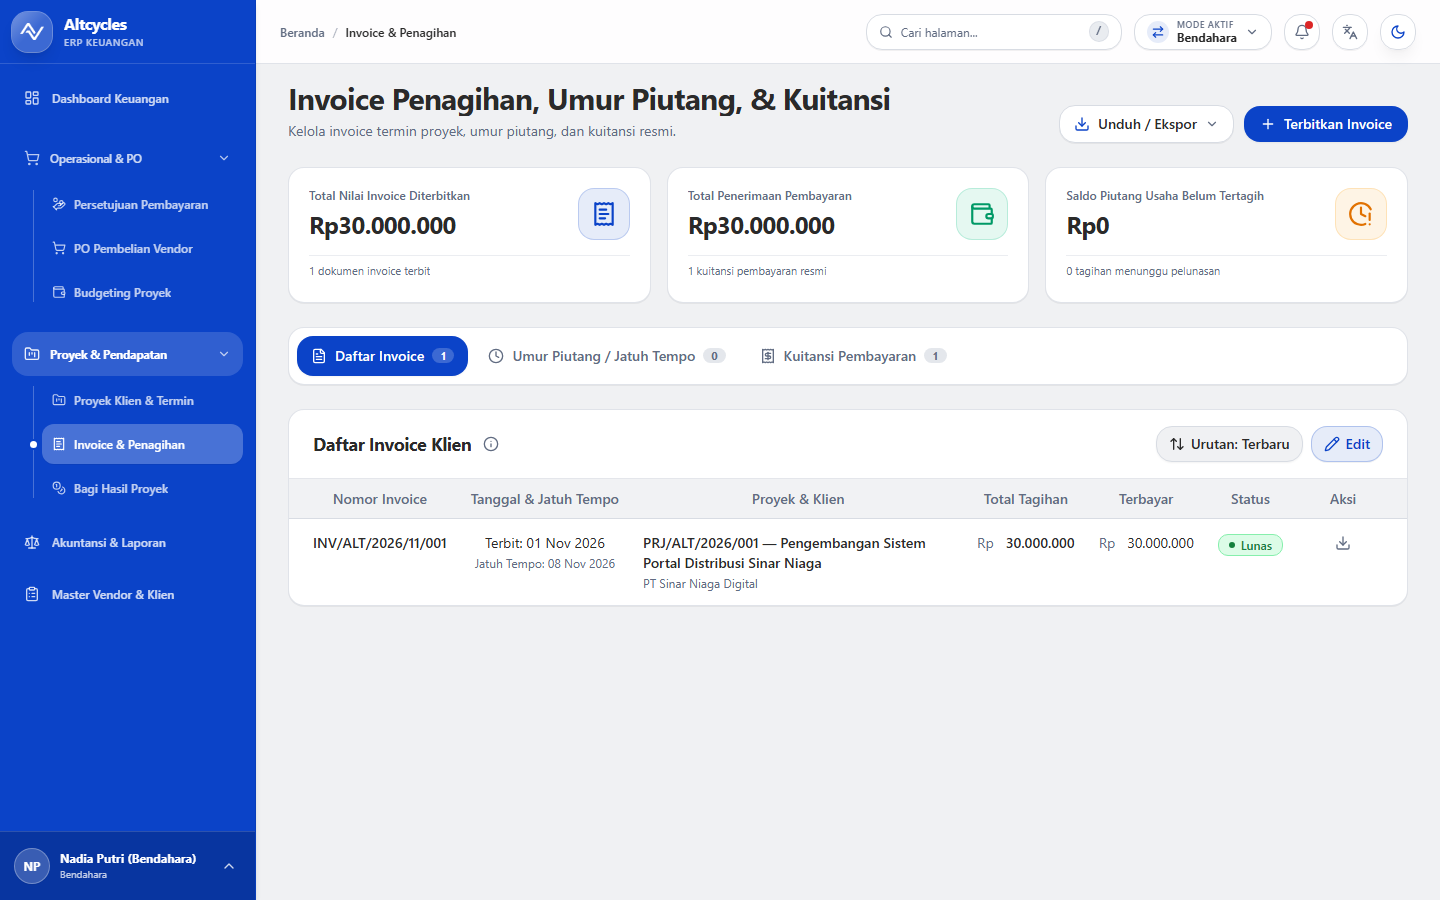 Altcycles
ERP KEUANGAN
Dashboard Keuangan
Operasional & PO
Persetujuan Pembayaran
PO Pembelian Vendor
Budgeting Proyek
Proyek & Pendapatan
Proyek Klien & Termin
Invoice & Penagihan
Bagi Hasil Proyek
Akuntansi & Laporan
Master Vendor & Klien
NP
Nadia Putri (Bendahara)
Bendahara
Beranda / Invoice & Penagihan
Cari halaman... /
MODE AKTIF
Bendahara
Invoice Penagihan, Umur Piutang, & Kuitansi
Kelola invoice termin proyek, umur piutang, dan kuitansi resmi.
Unduh / Ekspor
Terbitkan Invoice
Total Nilai Invoice Diterbitkan
Rp30.000.000
1 dokumen invoice terbit
Total Penerimaan Pembayaran
Rp30.000.000
1 kuitansi pembayaran resmi
Saldo Piutang Usaha Belum Tertagih
Rp0
0 tagihan menunggu pelunasan
Daftar Invoice 1
Umur Piutang / Jatuh Tempo 0
Kuitansi Pembayaran 1
Daftar Invoice Klien
Urutan: Terbaru
Edit
Nomor Invoice Tanggal & Jatuh Tempo Proyek & Klien Total Tagihan Terbayar Status Aksi
INV/ALT/2026/11/001
Terbit: 01 Nov 2026
Jatuh Tempo: 08 Nov 2026
PRJ/ALT/2026/001 — Pengembangan Sistem
Portal Distribusi Sinar Niaga
PT Sinar Niaga Digital
Rp 30.000.000
Rp 30.000.000
Lunas